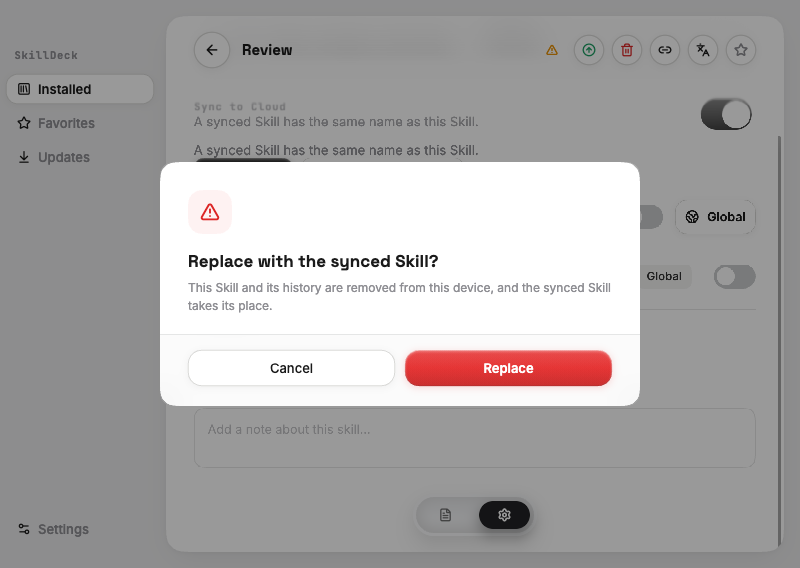 SkillDeck
Review
Installed
Favorites
Updates
Sync to Cloud
A synced Skill has the same name as this Skill.
A synced Skill has the same name as this Skill.
Global
Global
Replace with the synced Skill?
This Skill and its history are removed from this device, and the synced Skill
takes its place.
Cancel
Replace
Add a note about this skill...
Settings